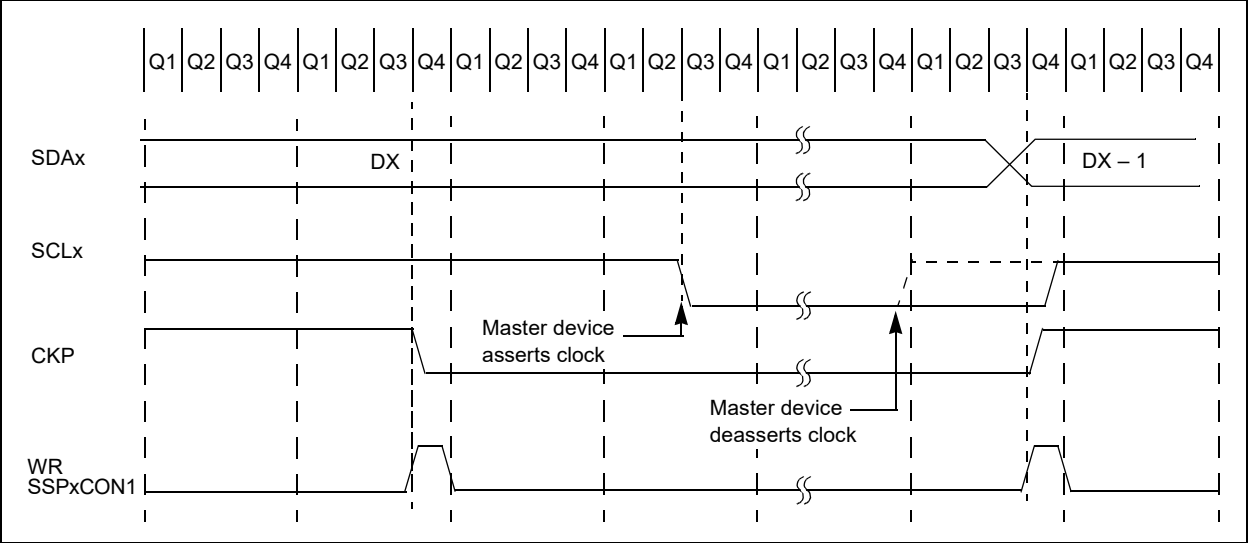 Q1 Q2 Q3 Q4 Q1 Q2 Q3 Q4 Q1 Q2 Q3 Q4 Q1 Q2 Q3 Q4 Q1 Q2 Q3 Q4 Q1 Q2 Q3 Q4 Q1 Q2 Q3 Q4
SDAx
DX
DX – 1
SCLx
Master device
asserts clock
CKP
Master device
deasserts clock
WR
SSPxCON1